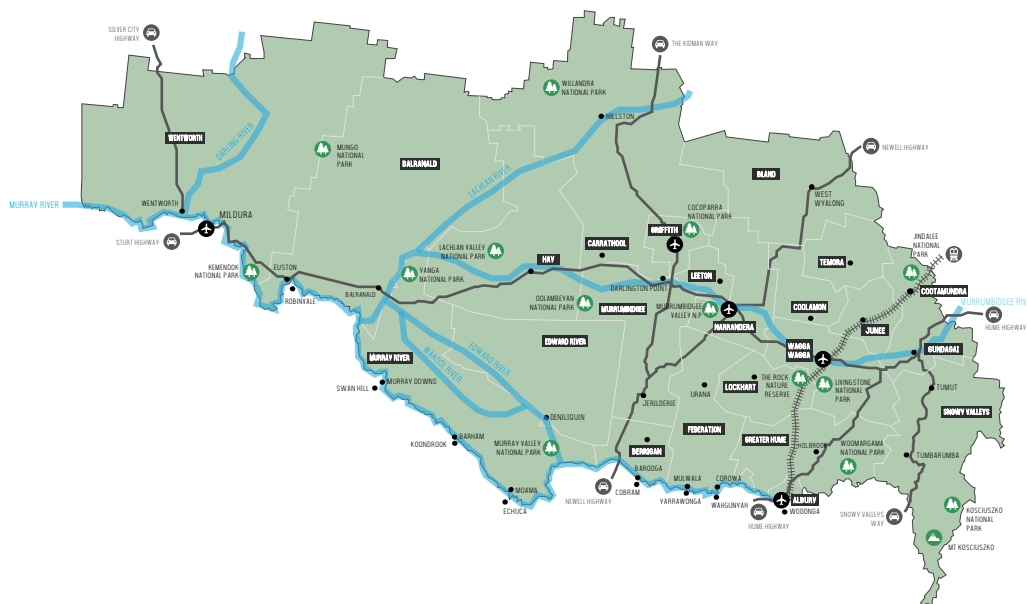 SILVER CITY
HIGHWAY
THE KIDMAN WAY
WILLANDRA
NATIONAL PARK
HILLSTON
WENTWORTH
DARLING RIVER
MUNGO
NATIONAL
PARK
BALRANALD
NEWELL HIGHWAY
BLAND
LACHLAN RIVER
WEST
WYALONG
MURRAY RIVER
WENTWORTH
MILDURA
COCOPARRA
NATIONAL PARK
STURT HIGHWAY
GRIFFITH
JINDALEE
NATIONAL
PARK
CARRATHOOL
LACHLAN VALLEY
NATIONAL PARK
HAY
TEMORA
KEMENDOK
NATIONAL PARK
EUSTON
YANGA
NATIONAL PARK
LEETON
ROBINVALE
BALRANALD
DARLINGTON POINT
COOTAMUNDRA
OOLAMBEYAN
NATIONAL PARK
MURRUMBIDGEE
MURRUMBIDGEE
VALLEY N.P
COOLAMON
MURRUMBIDGEE RIV
HUME HIGHWAY
NARRANDERA
JUNEE
EDWARD RIVER
WAGGA
WAGGA
GUNDAGAI
MURRAY RIVER
WAKOOL RIVER
EDWARD RIVER
SWAN HILL
MURRAY DOWNS
LOCKHART
THE ROCK
NATURE
RESERVE
LIVINGSTONE
NATIONAL
PARK
TUMUT
URANA
JERILDERIE
SNOWY VALLEYS
DENILIQUIN
FEDERATION
GREATER HUME
BARHAM
KOONDROOK
MURRAY VALLEY
NATIONAL PARK
BERRIGAN
HOLBROOK
WOOMARGAMA
NATIONAL PARK
TUMBARUMBA
BAROOGA
MULWALA
COROWA
MOAMA
ECHUCA
NEWELL HIGHWAY
COBRAM
YARRAWONGA
WAHGUNYAH
ALBURY
WODONGA
HUME HIGHWAY
SNOWY VALLEYS
WAY
KOSCIUSZKO
NATIONAL
PARK
MT KOSCIUSZKO